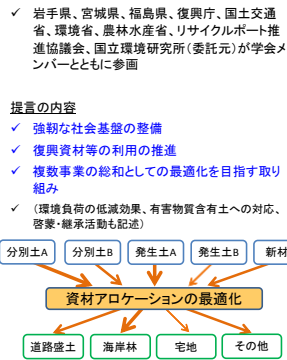 ✓ 岩手県、宮城県、福島県、復興庁、国土交通
省、環境省、農林水産省、リサイクルポート推
進協議会、国立環境研究所（委託元）が学会メ
ンバーとともに参画
提言の内容
✓ 強靭な社会基盤の整備
✓ 復興資材等の利用の推進
✓ 複数事業の総和としての最適化を目指す取り
組み
✓ （環境負荷の低減効果、有害物質含有土への対応、
啓蒙・継承活動も記述）
分別土A 分別土B 発生土A 発生土B 新材
資材アロケーションの最適化
道路盛土 海岸林 宅地 その他